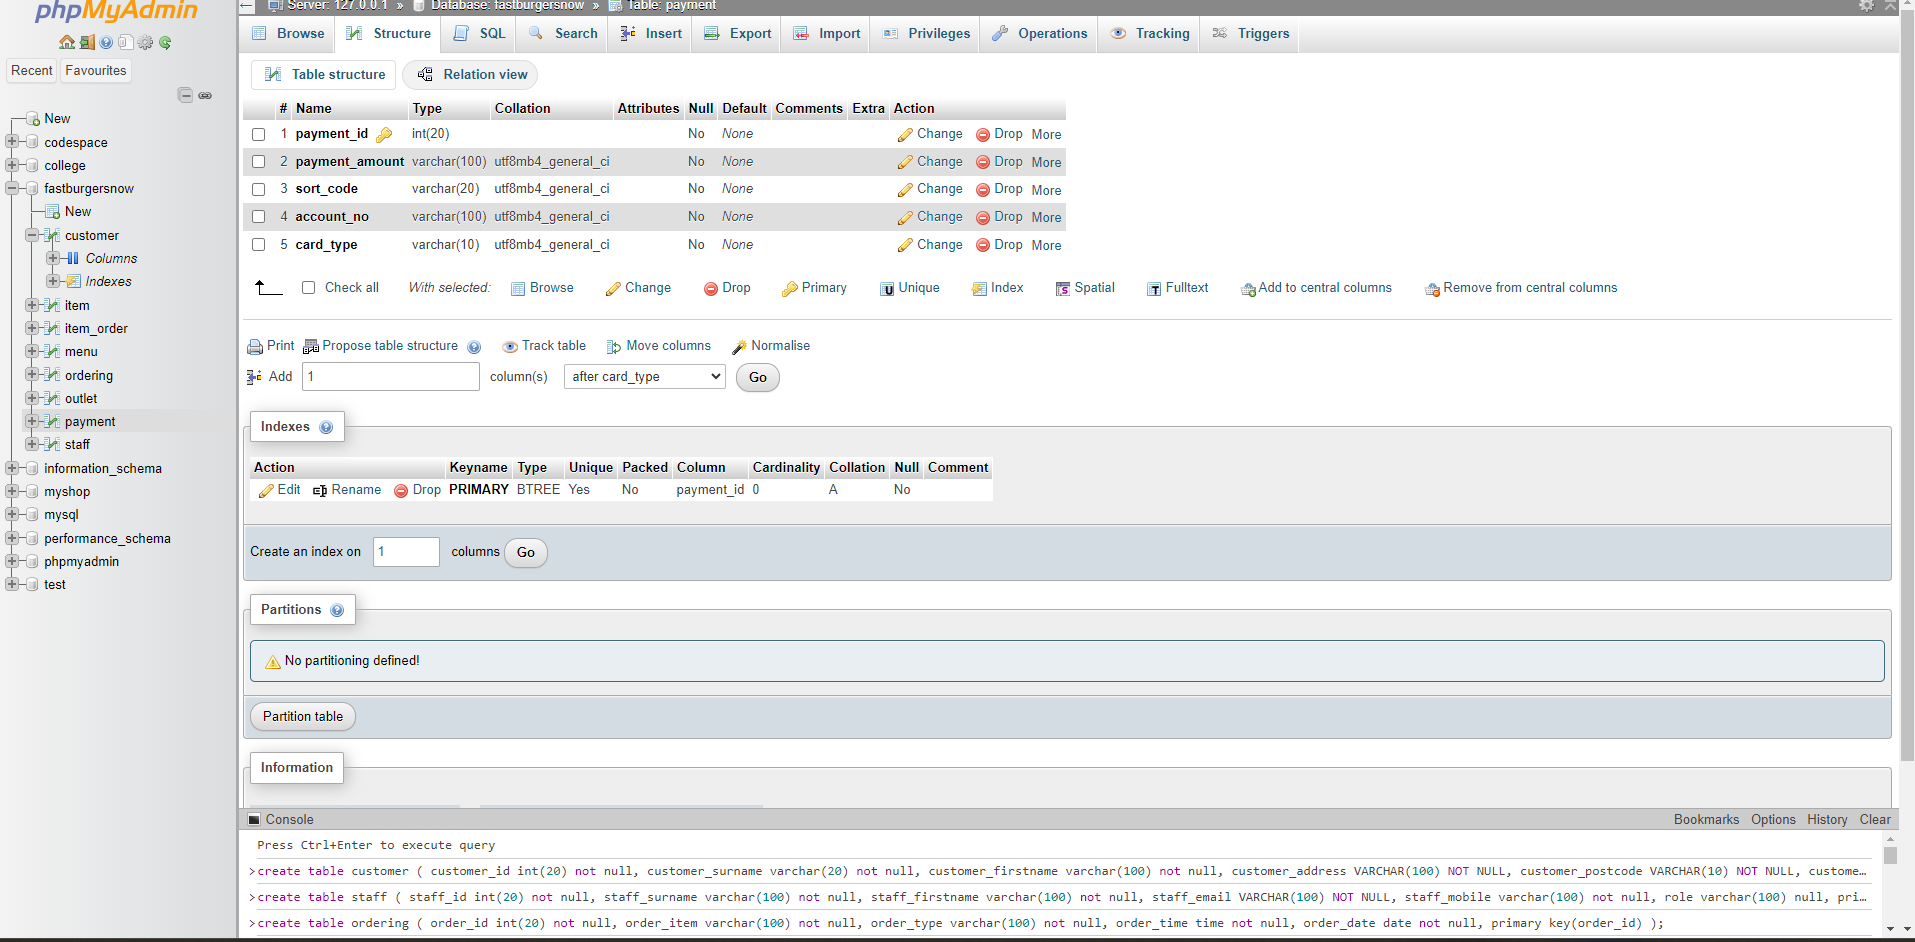 phpMyAdmin
Recent Favourites
New
codespace
college
fastburgersnow
New
customer
Columns
Indexes
item
item_order
menu
ordering
outlet
payment
staff
information_schema
myshop
mysql
performance_schema
phpmyadmin
test
Server: 127.0.0.1 » Database: fastburgersnow » Table: payment
Browse Structure SQL Search Insert Export Import Privileges Operations Tracking Triggers
Table structure Relation view
# Name Type Collation Attributes Null Default Comments Extra Action
1 payment_id int(20) No None Change Drop More
2 payment_amount varchar(100) utf8mb4_general_ci No None Change Drop More
3 sort_code varchar(20) utf8mb4_general_ci No None Change Drop More
4 account_no varchar(100) utf8mb4_general_ci No None Change Drop More
5 card_type varchar(10) utf8mb4_general_ci No None Change Drop More
Check all With selected: Browse Change Drop Primary Unique Index Spatial Fulltext Add to central columns Remove from central columns
Print Propose table structure Track table Move columns Normalise
Add 1 column(s) after card_type Go
Indexes
Action Keyname Type Unique Packed Column Cardinality Collation Null Comment
Edit Rename Drop PRIMARY BTREE Yes No payment_id 0 A No
Create an index on 1 columns Go
Partitions
No partitioning defined!
Partition table
Information
Console Bookmarks Options History Clear
Press Ctrl+Enter to execute query
>create table customer ( customer_id int(20) not null, customer_surname varchar(20) not null, customer_firstname varchar(100) not null, customer_address VARCHAR(100) NOT NULL, customer_postcode VARCHAR(10) NOT NULL, custome…
>create table staff ( staff_id int(20) not null, staff_surname varchar(100) not null, staff_firstname varchar(100) not null, staff_email VARCHAR(100) NOT NULL, staff_mobile varchar(100) not null, role varchar(100) null, pri…
>create table ordering ( order_id int(20) not null, order_item varchar(100) not null, order_type varchar(100) not null, order_time time not null, order_date date not null, primary key(order_id) );